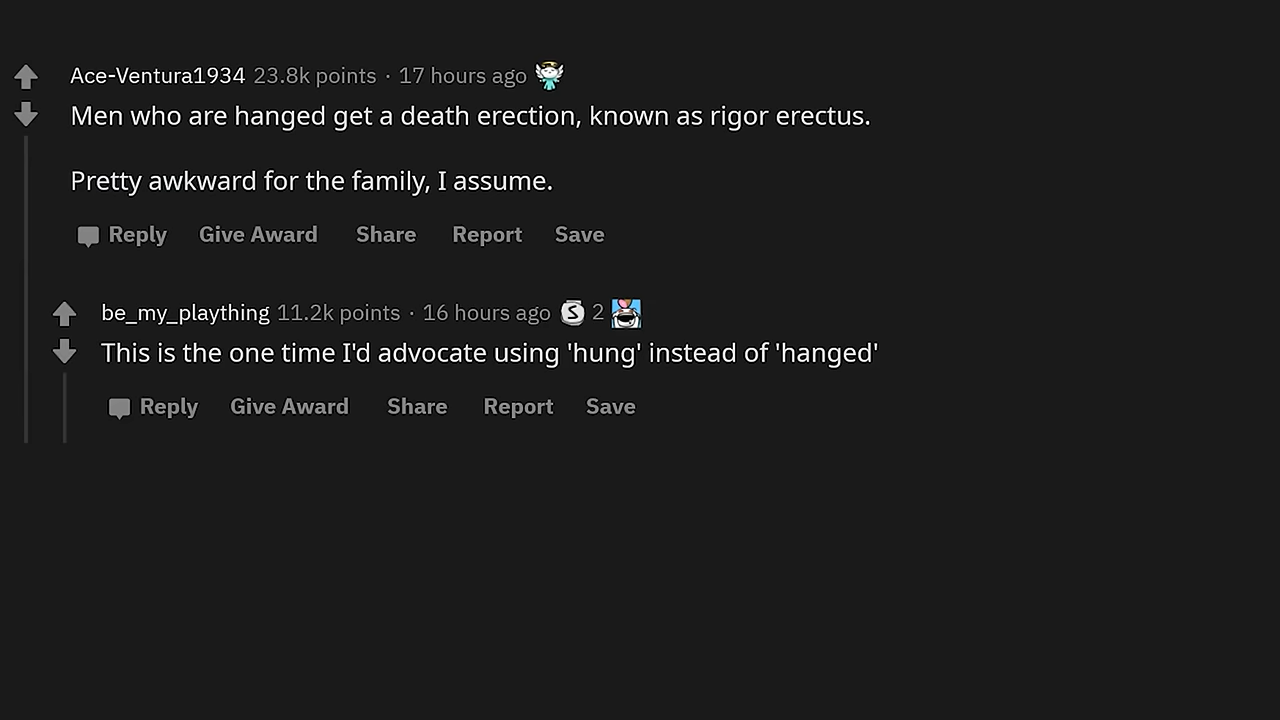 Ace-Ventura1934 23.8k points · 17 hours ago
Men who are hanged get a death erection, known as rigor erectus.
Pretty awkward for the family, I assume.
Reply Give Award Share Report Save
be_my_plaything 11.2k points · 16 hours ago S 2
This is the one time I'd advocate using 'hung' instead of 'hanged'
Reply Give Award Share Report Save